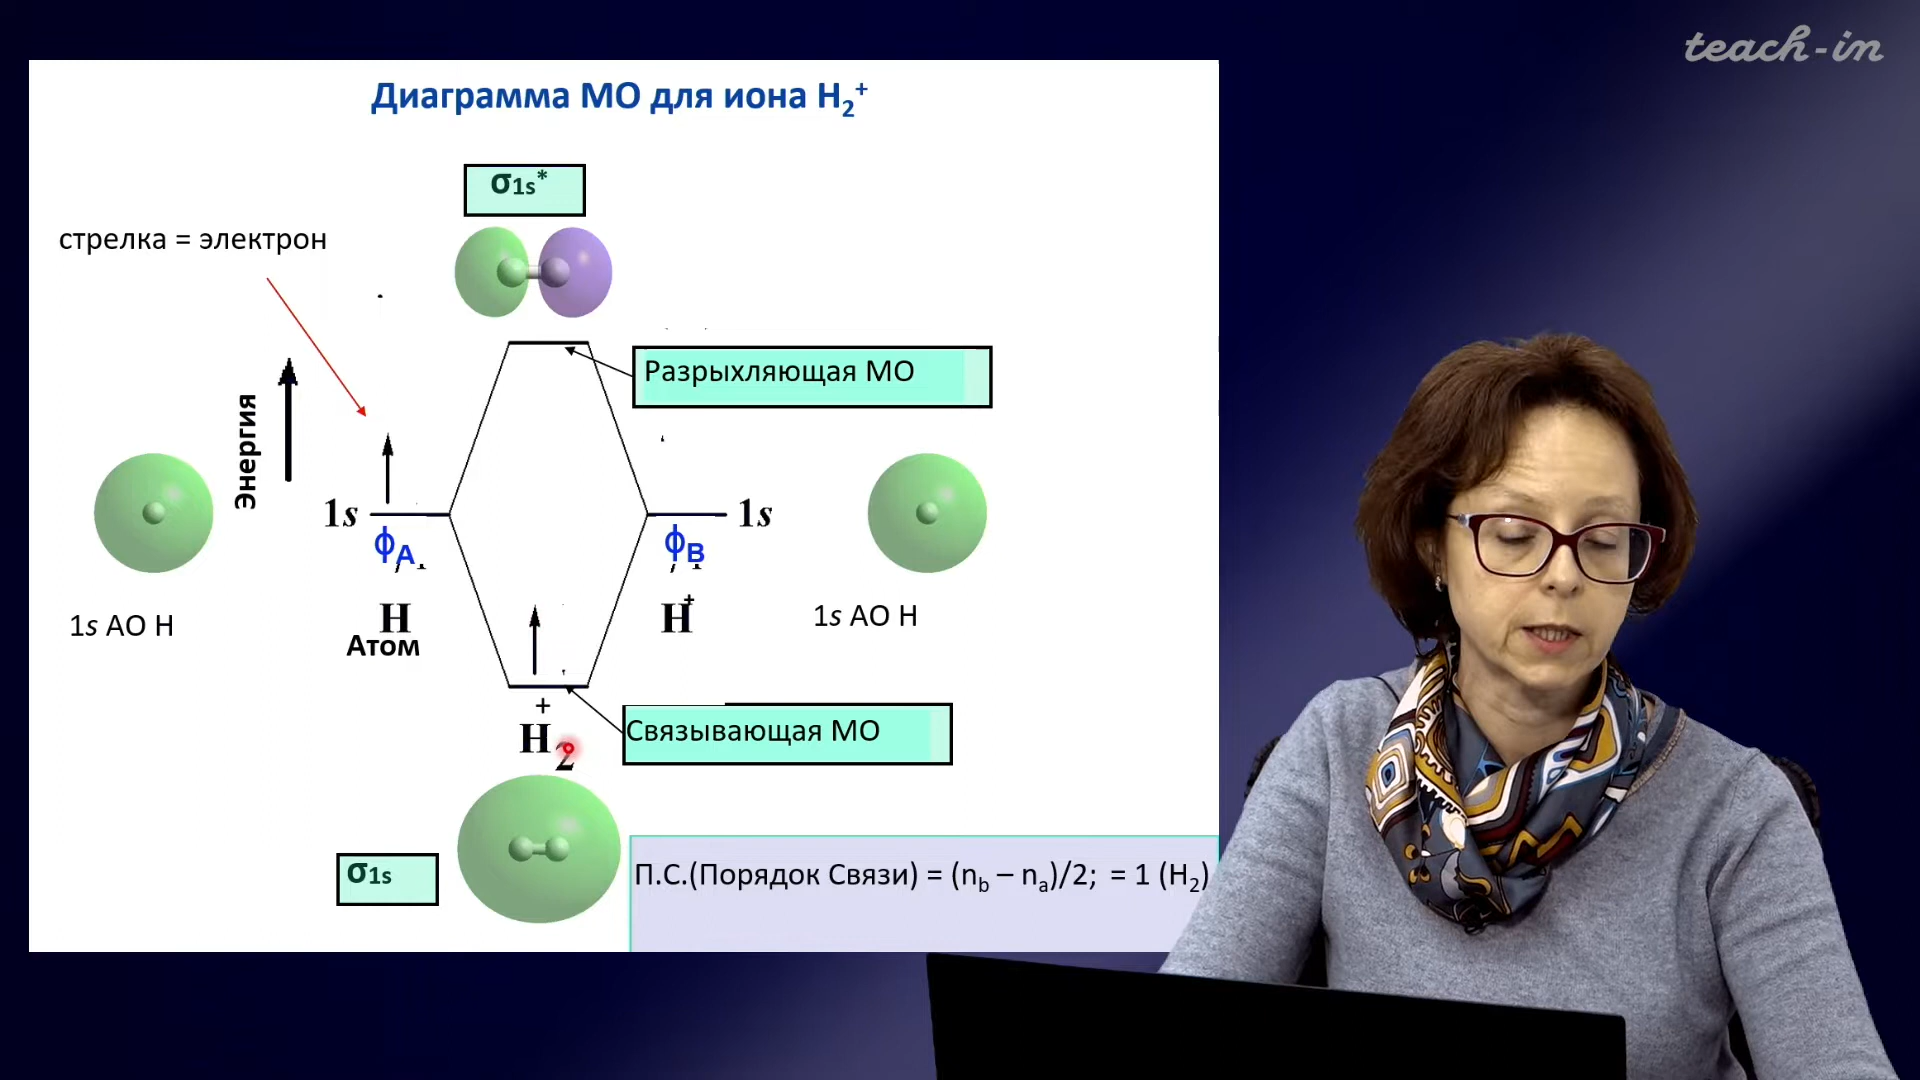 teach-in
Диаграмма МО для иона H₂⁺
σ1s*
стрелка = электрон
Разрыхляющая МО
Энергия
1s
1s
ϕA
ϕB
H
H⁺
1s АО Н
Атом
1s АО Н
H₂⁺
Связывающая МО
σ1s
П.С.(Порядок Связи) = (nb – na)/2; = 1 (H₂)